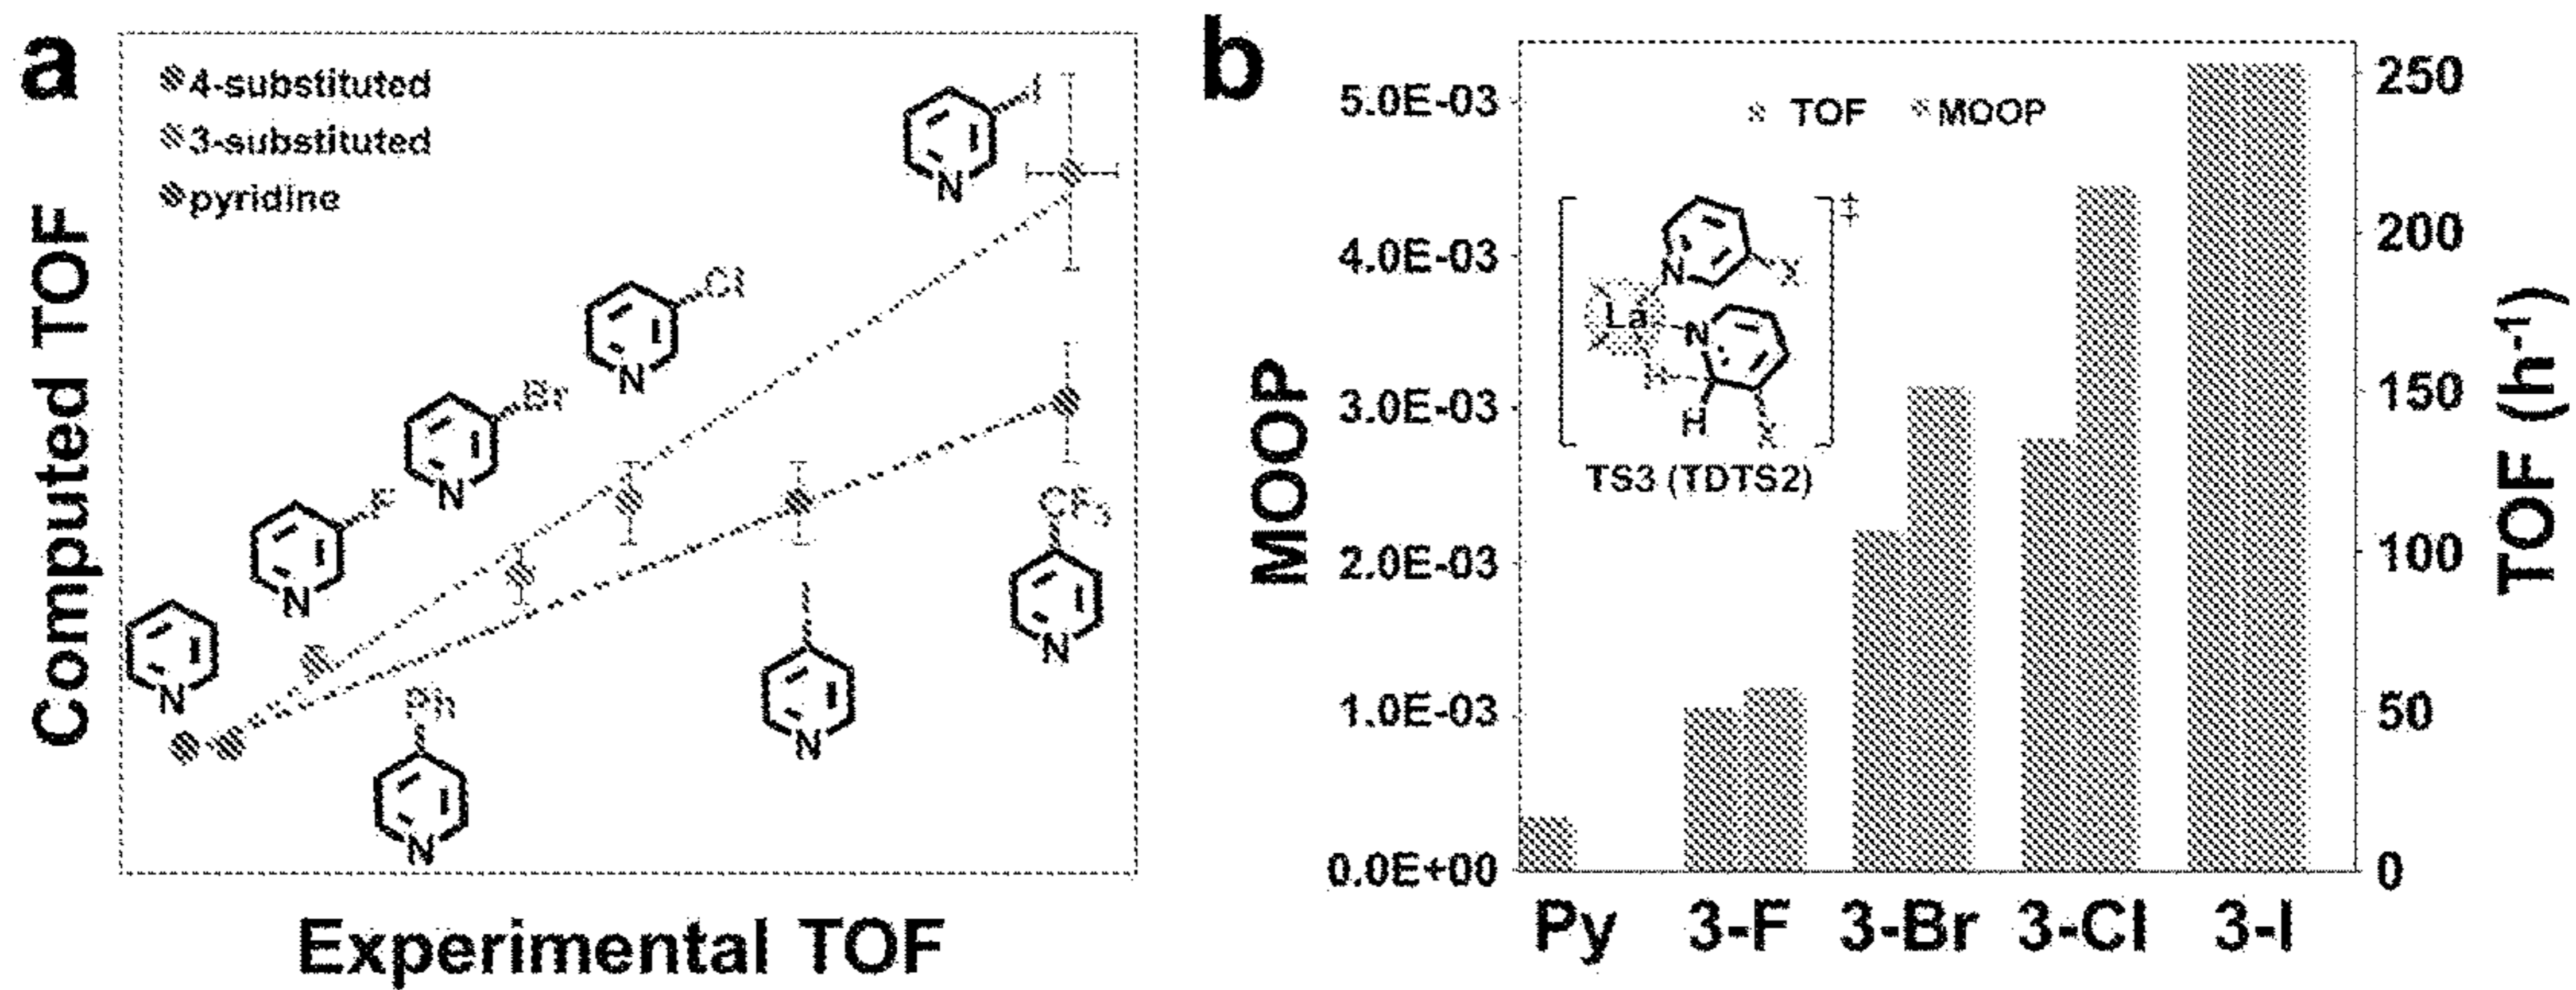 a
4-substituted
3-substituted
pyridine
Computed TOF
Experimental TOF
N
N
F
N
Br
N
Cl
N
I
N
Ph
N
N
CF3
N
b
5.0E-03
4.0E-03
3.0E-03
2.0E-03
1.0E-03
0.0E+00
MOOP
TOF MOOP
‡
N
X
La
N
H
H
X
TS3 (TDTS2)
250
200
150
100
50
0
TOF (h-1)
Py 3-F 3-Br 3-Cl 3-I